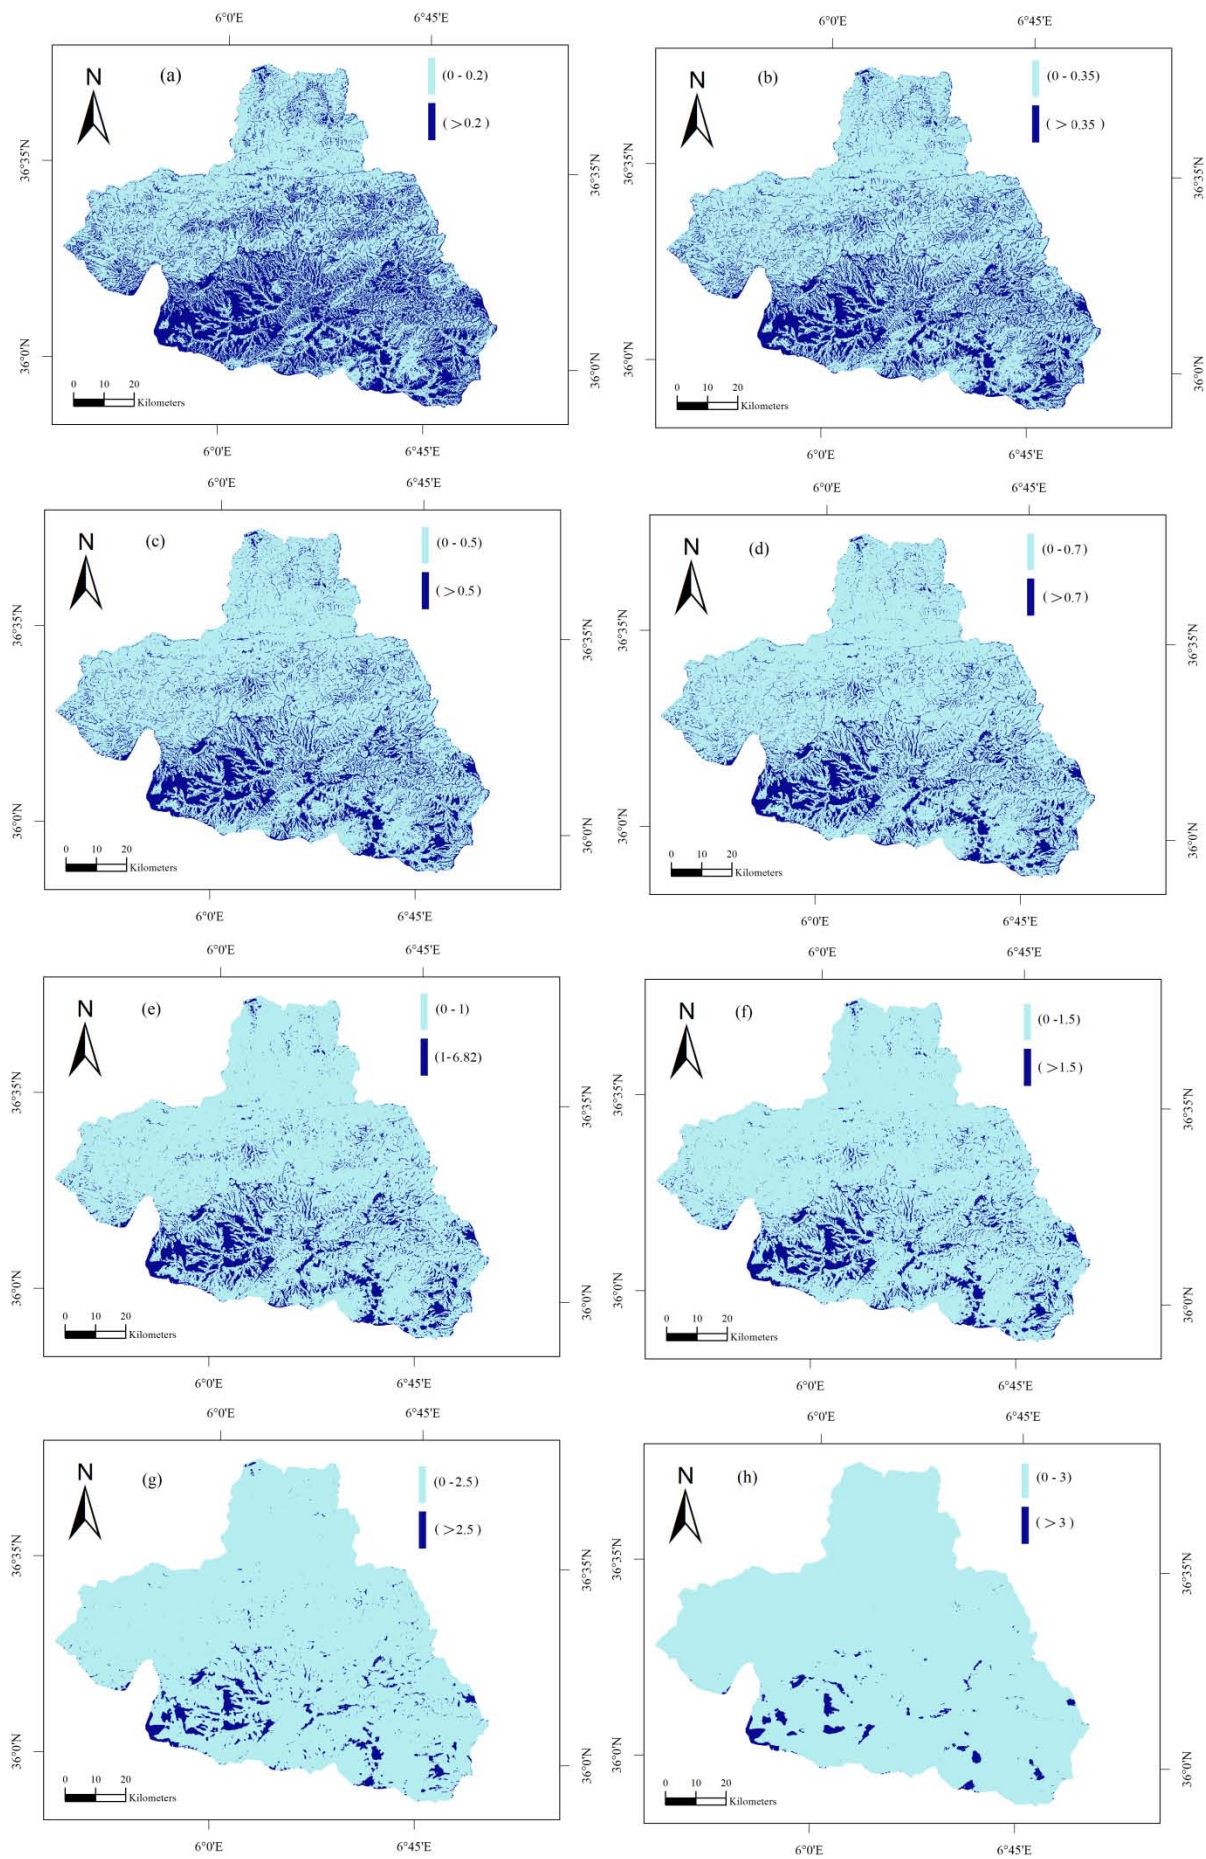 6°0'E 6°45'E
N (a) (0 - 0.2)
(>0.2)
36°35'N 36°35'N
36°0'N 36°0'N
0 10 20
Kilometers
6°0'E 6°45'E
6°0'E 6°45'E
N (b) (0 - 0.35)
(> 0.35 )
36°35'N 36°35'N
36°0'N 36°0'N
0 10 20
Kilometers
6°0'E 6°45'E
6°0'E 6°45'E
N (c) (0 - 0.5)
(>0.5)
36°35'N 36°35'N
36°0'N 36°0'N
0 10 20
Kilometers
6°0'E 6°45'E
6°0'E 6°45'E
N (d) (0 -0.7)
(>0.7)
36°35'N 36°35'N
36°0'N 36°0'N
0 10 20
Kilometers
6°0'E 6°45'E
6°0'E 6°45'E
N (e) (0 -1)
(1-6.82)
36°35'N 36°35'N
36°0'N 36°0'N
0 10 20
Kilometers
6°0'E 6°45'E
6°0'E 6°45'E
N (f) (0 -1.5)
(>1.5)
36°35'N 36°35'N
36°0'N 36°0'N
0 10 20
Kilometers
6°0'E 6°45'E
6°0'E 6°45'E
N (g) (0 -2.5)
(>2.5)
36°35'N 36°35'N
36°0'N 36°0'N
0 10 20
Kilometers
6°0'E 6°45'E
6°0'E 6°45'E
N (h) (0 -3)
(>3 )
36°35'N 36°35'N
36°0'N 36°0'N
0 10 20
Kilometers
6°0'E 6°45'E